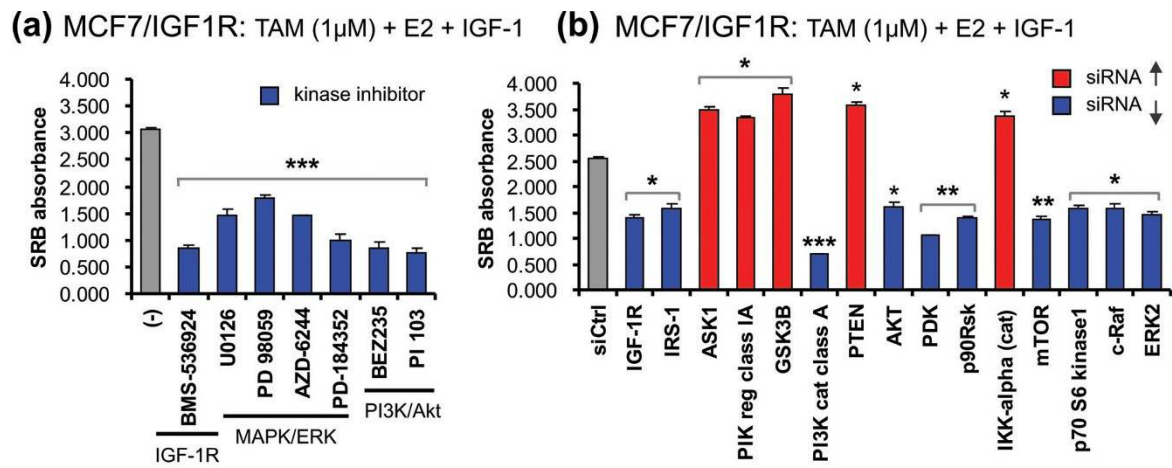 (a) MCF7/IGF1R: TAM (1µM) + E2 + IGF-1
kinase inhibitor
SRB absorbance
4.000
3.500
3.000
2.500
2.000
1.500
1.000
0.500
0.000
***
(-)
BMS-536924
U0126
PD 98059
AZD-6244
PD-184352
BEZ235
PI 103
IGF-1R
MAPK/ERK
PI3K/Akt
(b) MCF7/IGF1R: TAM (1µM) + E2 + IGF-1
siRNA ↑
siRNA ↓
SRB absorbance
4.000
3.500
3.000
2.500
2.000
1.500
1.000
0.500
0.000
*
*
***
*
*
**
*
**
*
siCtrl
IGF-1R
IRS-1
ASK1
PIK reg class IA
GSK3B
PI3K cat class A
PTEN
AKT
PDK
p90Rsk
IKK-alpha (cat)
mTOR
p70 S6 kinase1
c-Raf
ERK2